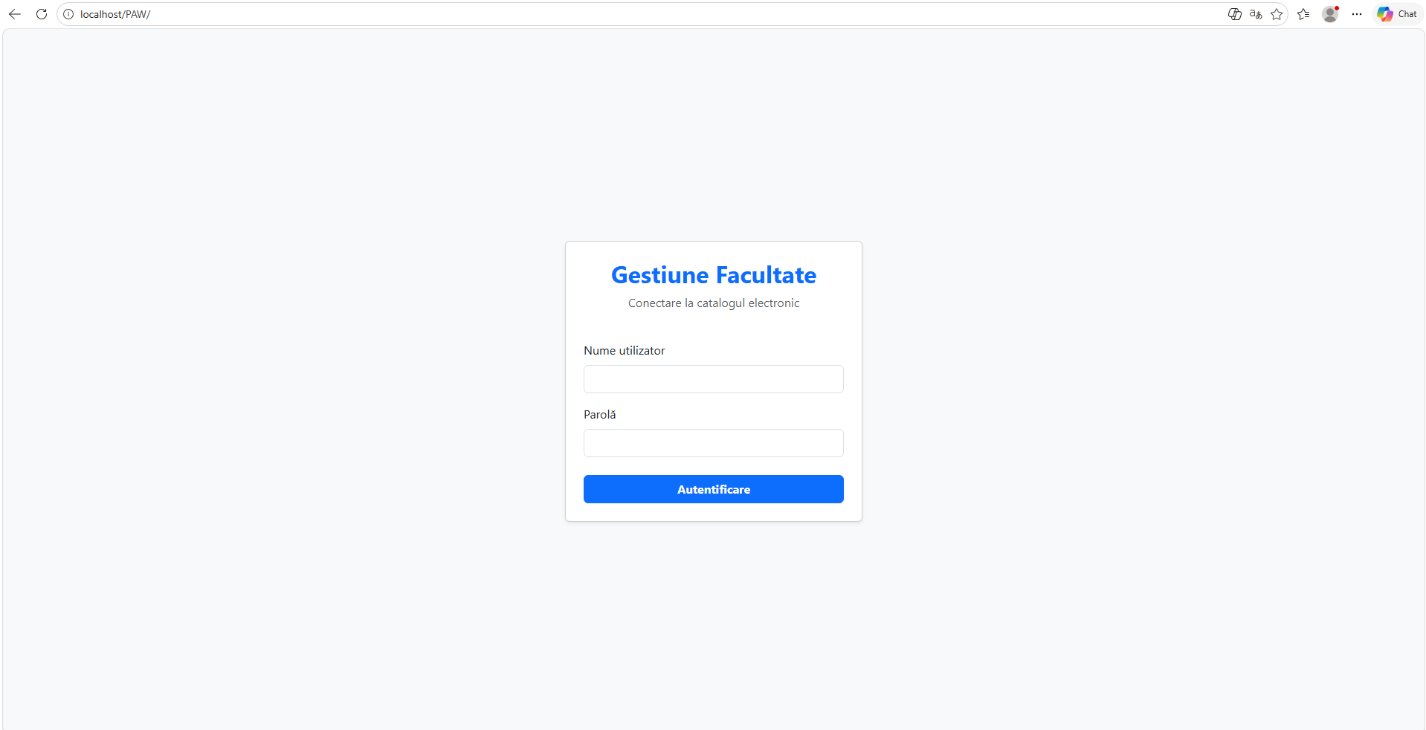 localhost/PAW/
Chat
Gestiune Facultate
Conectare la catalogul electronic
Nume utilizator
Parolă
Autentificare